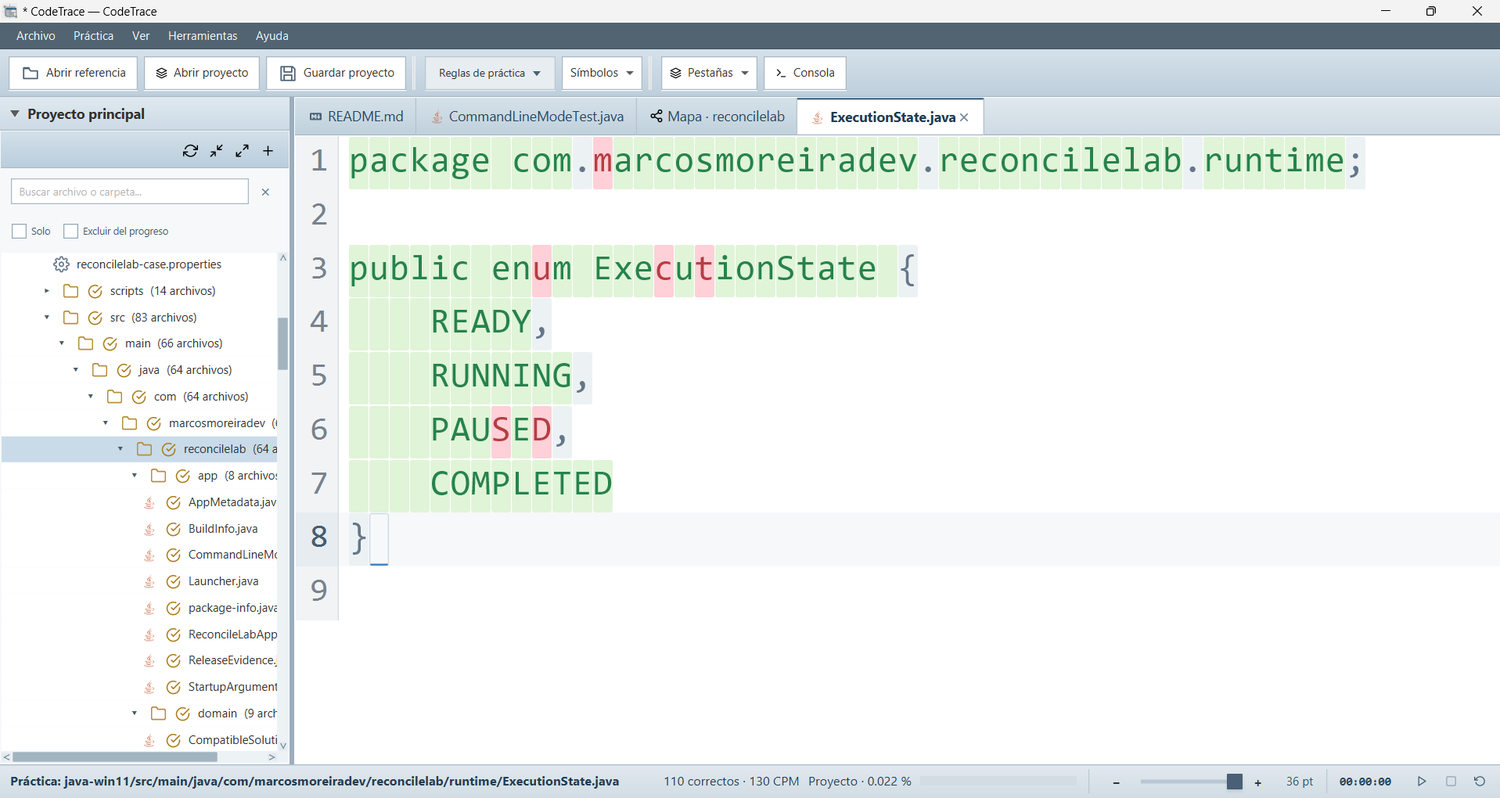 * CodeTrace — CodeTrace
Archivo Práctica Ver Herramientas Ayuda
Abrir referencia Abrir proyecto Guardar proyecto Reglas de práctica Símbolos Pestañas Consola
Proyecto principal
README.md CommandLineModeTest.java Mapa · reconcilelab ExecutionState.java
Buscar archivo o carpeta...
Solo Excluir del progreso
reconcilelab-case.properties
scripts (14 archivos)
src (83 archivos)
main (66 archivos)
java (64 archivos)
com (64 archivos)
marcosmoreiradev (6
reconcilelab (64 a
app (8 archivos
AppMetadata.jav
BuildInfo.java
CommandLineMo
Launcher.java
package-info.java
ReconcileLabApp
ReleaseEvidence.
StartupArgument
domain (9 arch
CompatibleSoluti
1 package com.marcosmoreiradev.reconcilelab.runtime;
2
3 public enum ExecutionState {
4 READY,
5 RUNNING,
6 PAUSED,
7 COMPLETED
8 }
9
Práctica: java-win11/src/main/java/com/marcosmoreiradev/reconcilelab/runtime/ExecutionState.java 110 correctos · 130 CPM Proyecto · 0.022 % 36 pt 00:00:00